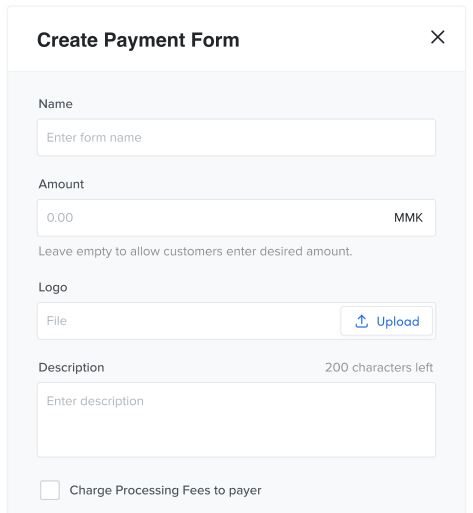 Create Payment Form
Name
Enter form name
Amount
0.00 MMK
Leave empty to allow customers enter desired amount.
Logo
File Upload
Description 200 characters left
Enter description
Charge Processing Fees to payer